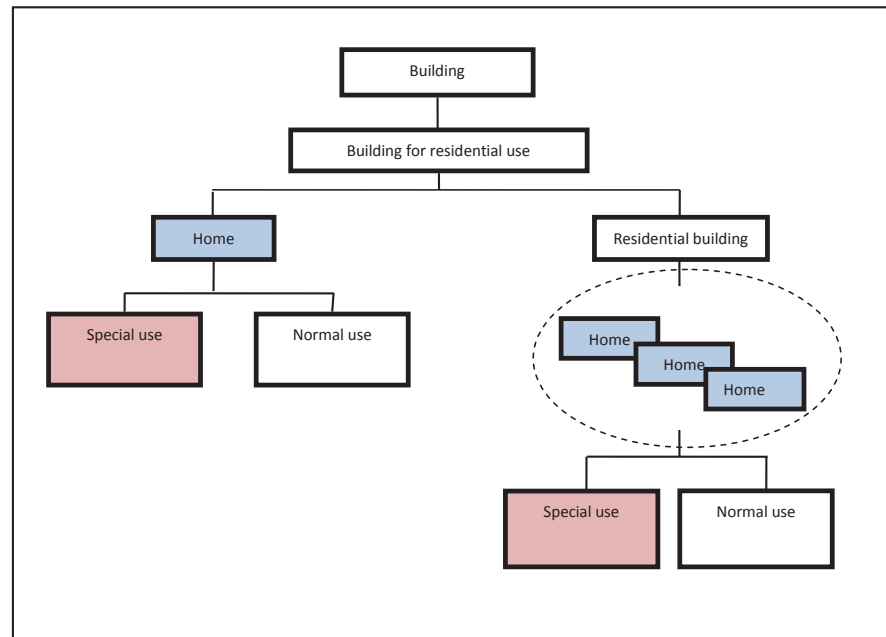 Building
Building for residential use
Home
Residential building
Special use
Normal use
Home
Home
Home
Special use
Normal use